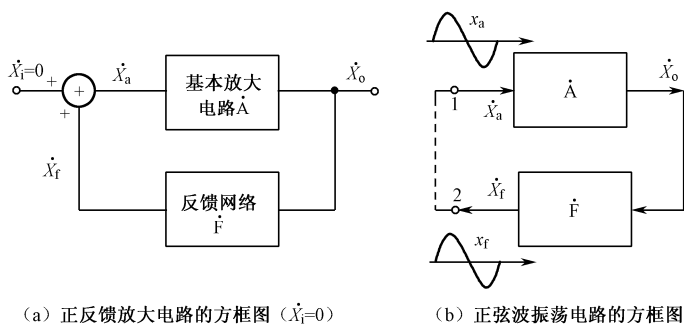 Ẋi=0
+
+
+
Ẋa
基本放大
电路Ȧ
Ẋo
Ẋf
反馈网络
Ḟ
(a) 正反馈放大电路的方框图(Ẋi=0)
xa
1
Ẋa
Ȧ
Ẋo
2
Ẋf
Ḟ
xf
(b) 正弦波振荡电路的方框图